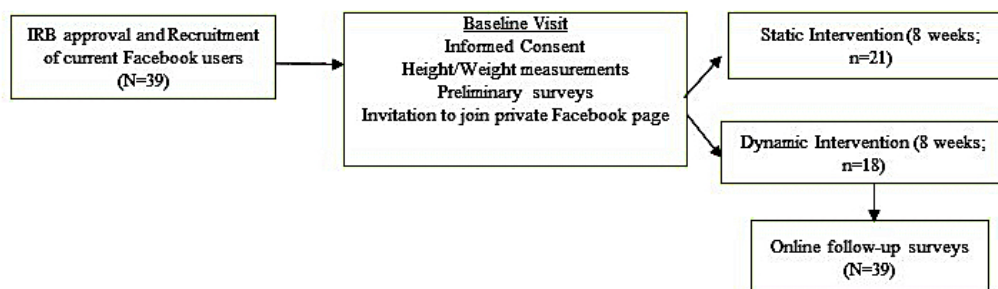 IRB approval and Recruitment
of current Facebook users
(N=39)
Baseline Visit
Informed Consent
Height/Weight measurements
Preliminary surveys
Invitation to join private Facebook page
Static Intervention (8 weeks;
n=21)
Dynamic Intervention (8 weeks;
n=18)
Online follow-up surveys
(N=39)